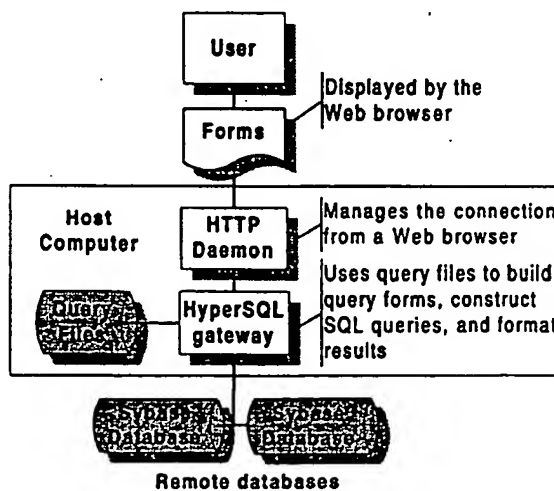 User
Displayed by the
Web browser
Forms
Host
Computer
HTTP
Daemon
Manages the connection
from a Web browser
Query
Files
HyperSQL
gateway
Uses query files to build
query forms, construct
SQL queries, and format
results
Sybase
Database
Sybase
Database
Remote databases